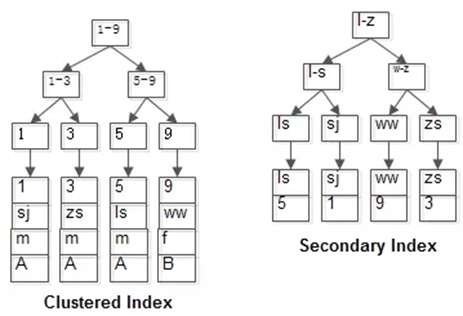 1-9
1-3
5-9
1
3
5
9
1
3
5
9
sj
zs
ls
ww
m
m
m
f
A
A
A
B
Clustered Index
l-z
l-s
w-z
ls
sj
ww
zs
ls
sj
ww
zs
5
1
9
3
Secondary Index